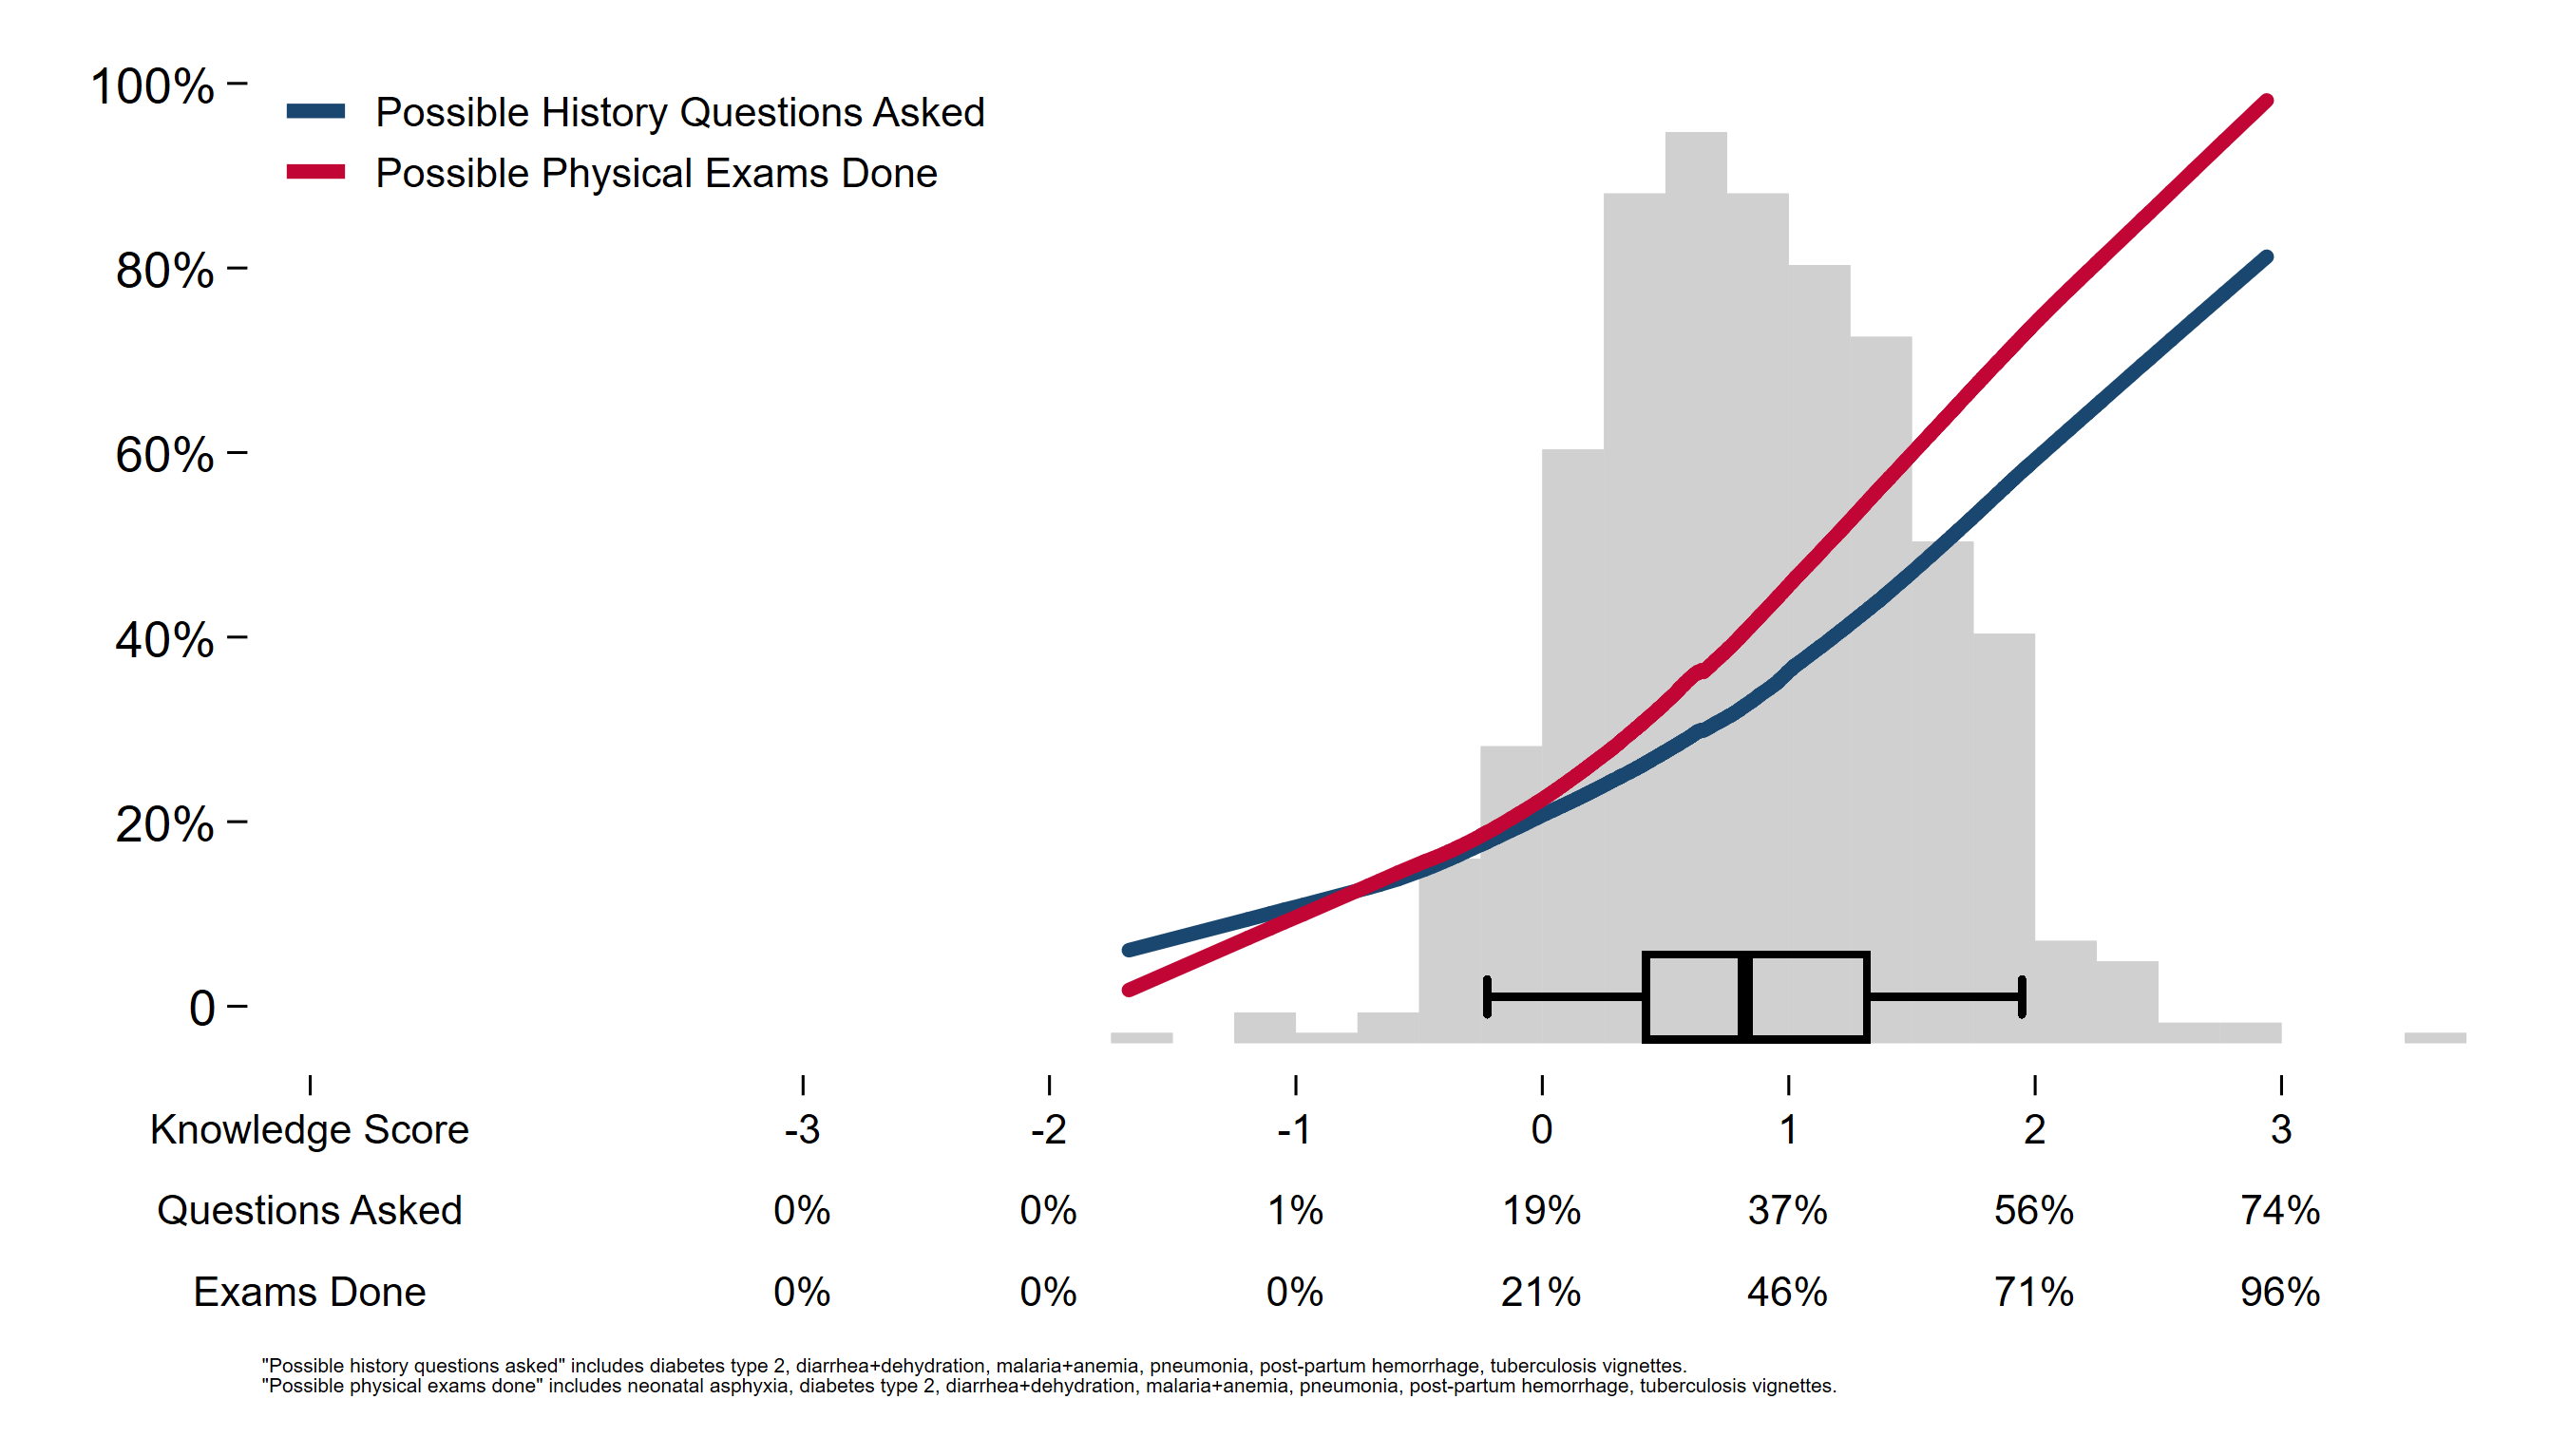 100%
Possible History Questions Asked
Possible Physical Exams Done
80%
60%
40%
20%
0
Knowledge Score -3 -2 -1 0 1 2 3
Questions Asked 0% 0% 1% 19% 37% 56% 74%
Exams Done 0% 0% 0% 21% 46% 71% 96%
"Possible history questions asked" includes diabetes type 2, diarrhea+dehydration, malaria+anemia, pneumonia, post-partum hemorrhage, tuberculosis vignettes.
"Possible physical exams done" includes neonatal asphyxia, diabetes type 2, diarrhea+dehydration, malaria+anemia, pneumonia, post-partum hemorrhage, tuberculosis vignettes.